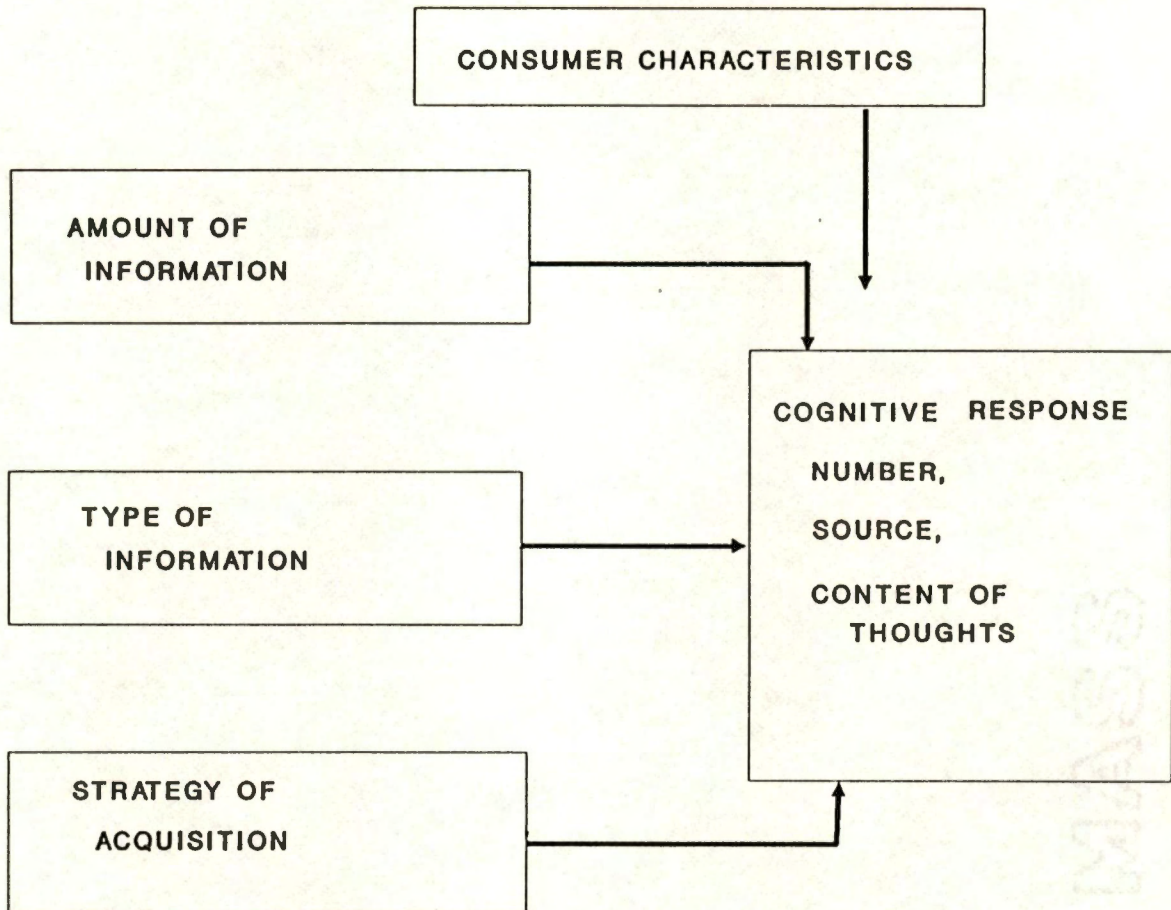 CONSUMER CHARACTERISTICS
AMOUNT OF
INFORMATION
TYPE OF
INFORMATION
STRATEGY OF
ACQUISITION
COGNITIVE RESPONSE
NUMBER,
SOURCE,
CONTENT OF
THOUGHTS